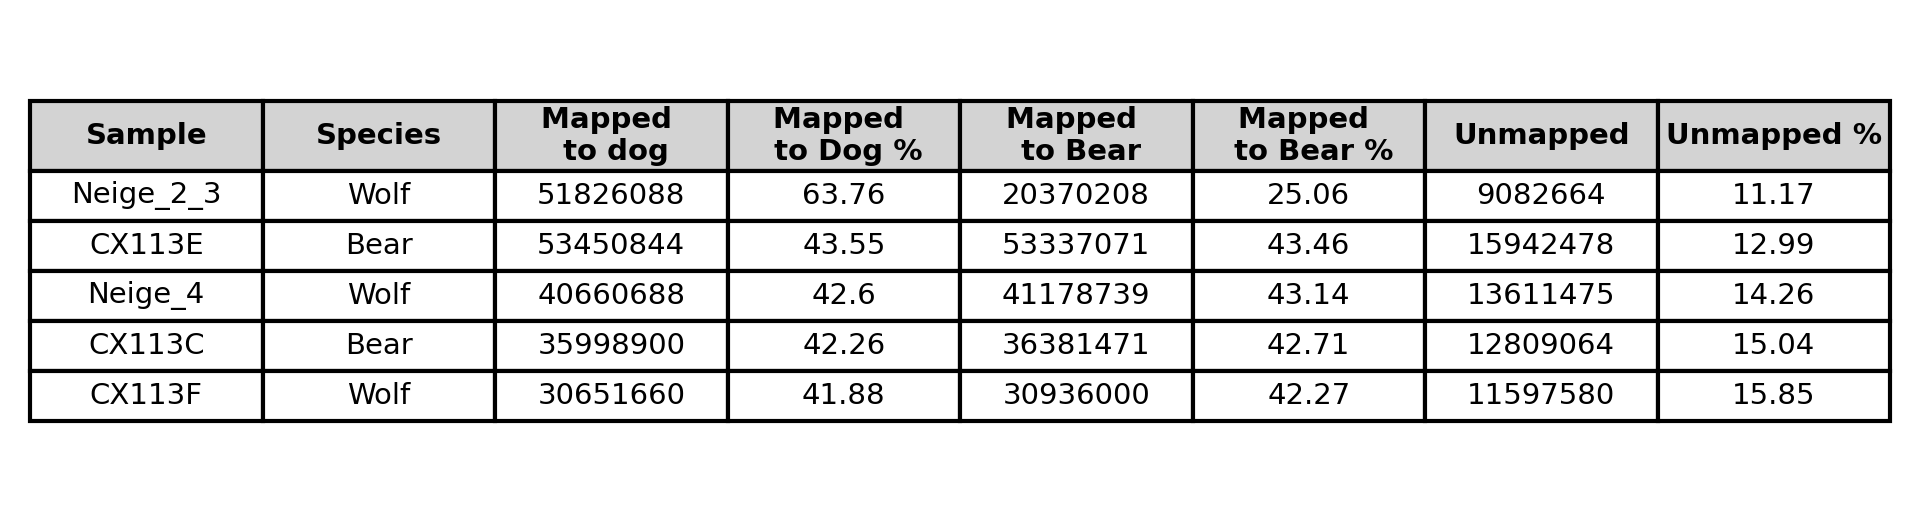 Sample Species Mapped to dog Mapped to Dog % Mapped to Bear Mapped to Bear % Unmapped Unmapped %
Neige_2_3 Wolf 51826088 63.76 20370208 25.06 9082664 11.17
CX113E Bear 53450844 43.55 53337071 43.46 15942478 12.99
Neige_4 Wolf 40660688 42.6 41178739 43.14 13611475 14.26
CX113C Bear 35998900 42.26 36381471 42.71 12809064 15.04
CX113F Wolf 30651660 41.88 30936000 42.27 11597580 15.85